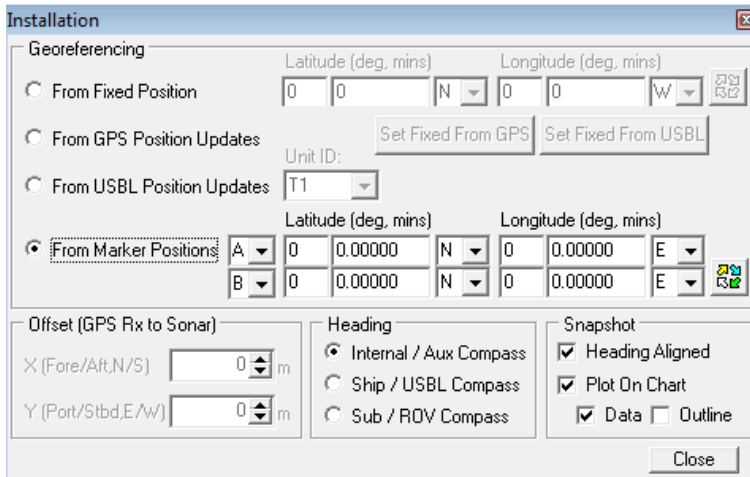 Installation
Georeferencing
Latitude (deg, mins) Longitude (deg, mins)
From Fixed Position 0 0 N 0 0 W
From GPS Position Updates Set Fixed From GPS Set Fixed From USBL
Unit ID:
From USBL Position Updates T1
Latitude (deg, mins) Longitude (deg, mins)
From Marker Positions A 0 0.00000 N 0 0.00000 E
B 0 0.00000 N 0 0.00000 E
Offset (GPS Rx to Sonar) Heading Snapshot
X (Fore/Aft,N/S) 0 m Internal / Aux Compass Heading Aligned
Ship / USBL Compass Plot On Chart
Y (Port/Stbd,E/W) 0 m Sub / ROV Compass Data Outline
Close